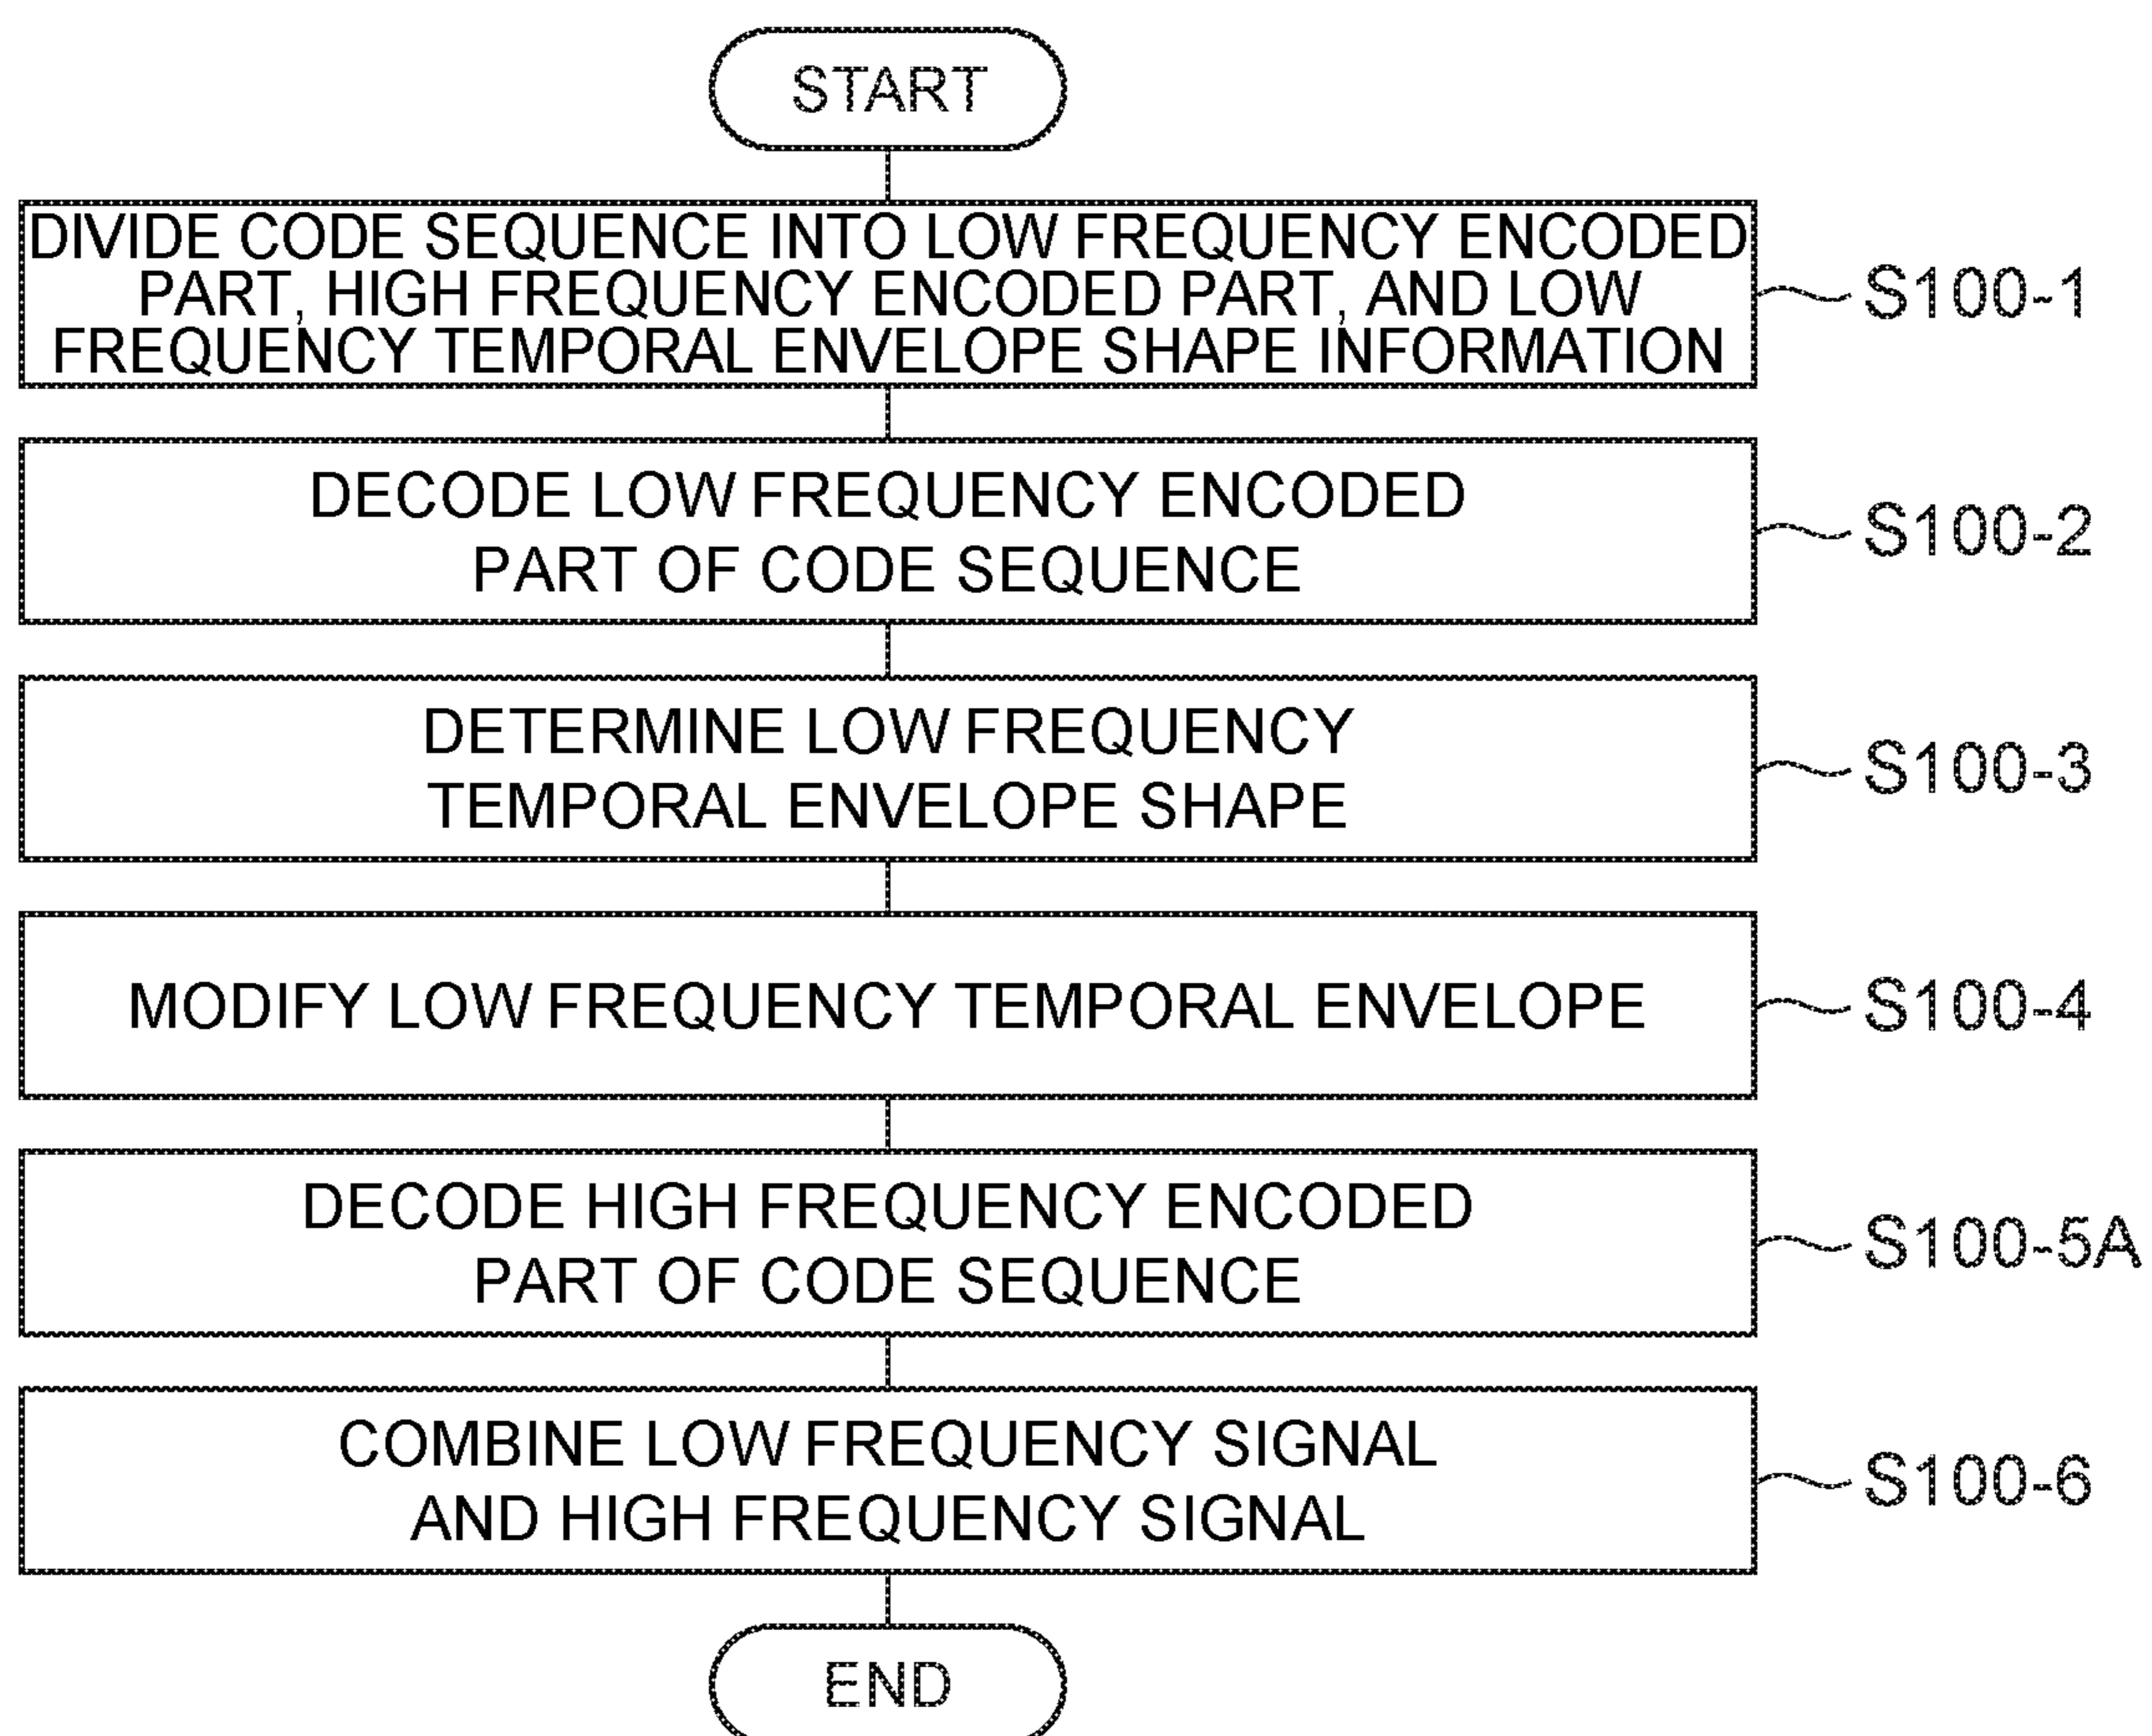 START
DIVIDE CODE SEQUENCE INTO LOW FREQUENCY ENCODED
PART, HIGH FREQUENCY ENCODED PART, AND LOW
FREQUENCY TEMPORAL ENVELOPE SHAPE INFORMATION
S100-1
DECODE LOW FREQUENCY ENCODED
PART OF CODE SEQUENCE
S100-2
DETERMINE LOW FREQUENCY
TEMPORAL ENVELOPE SHAPE
S100-3
MODIFY LOW FREQUENCY TEMPORAL ENVELOPE
S100-4
DECODE HIGH FREQUENCY ENCODED
PART OF CODE SEQUENCE
S100-5A
COMBINE LOW FREQUENCY SIGNAL
AND HIGH FREQUENCY SIGNAL
S100-6
END